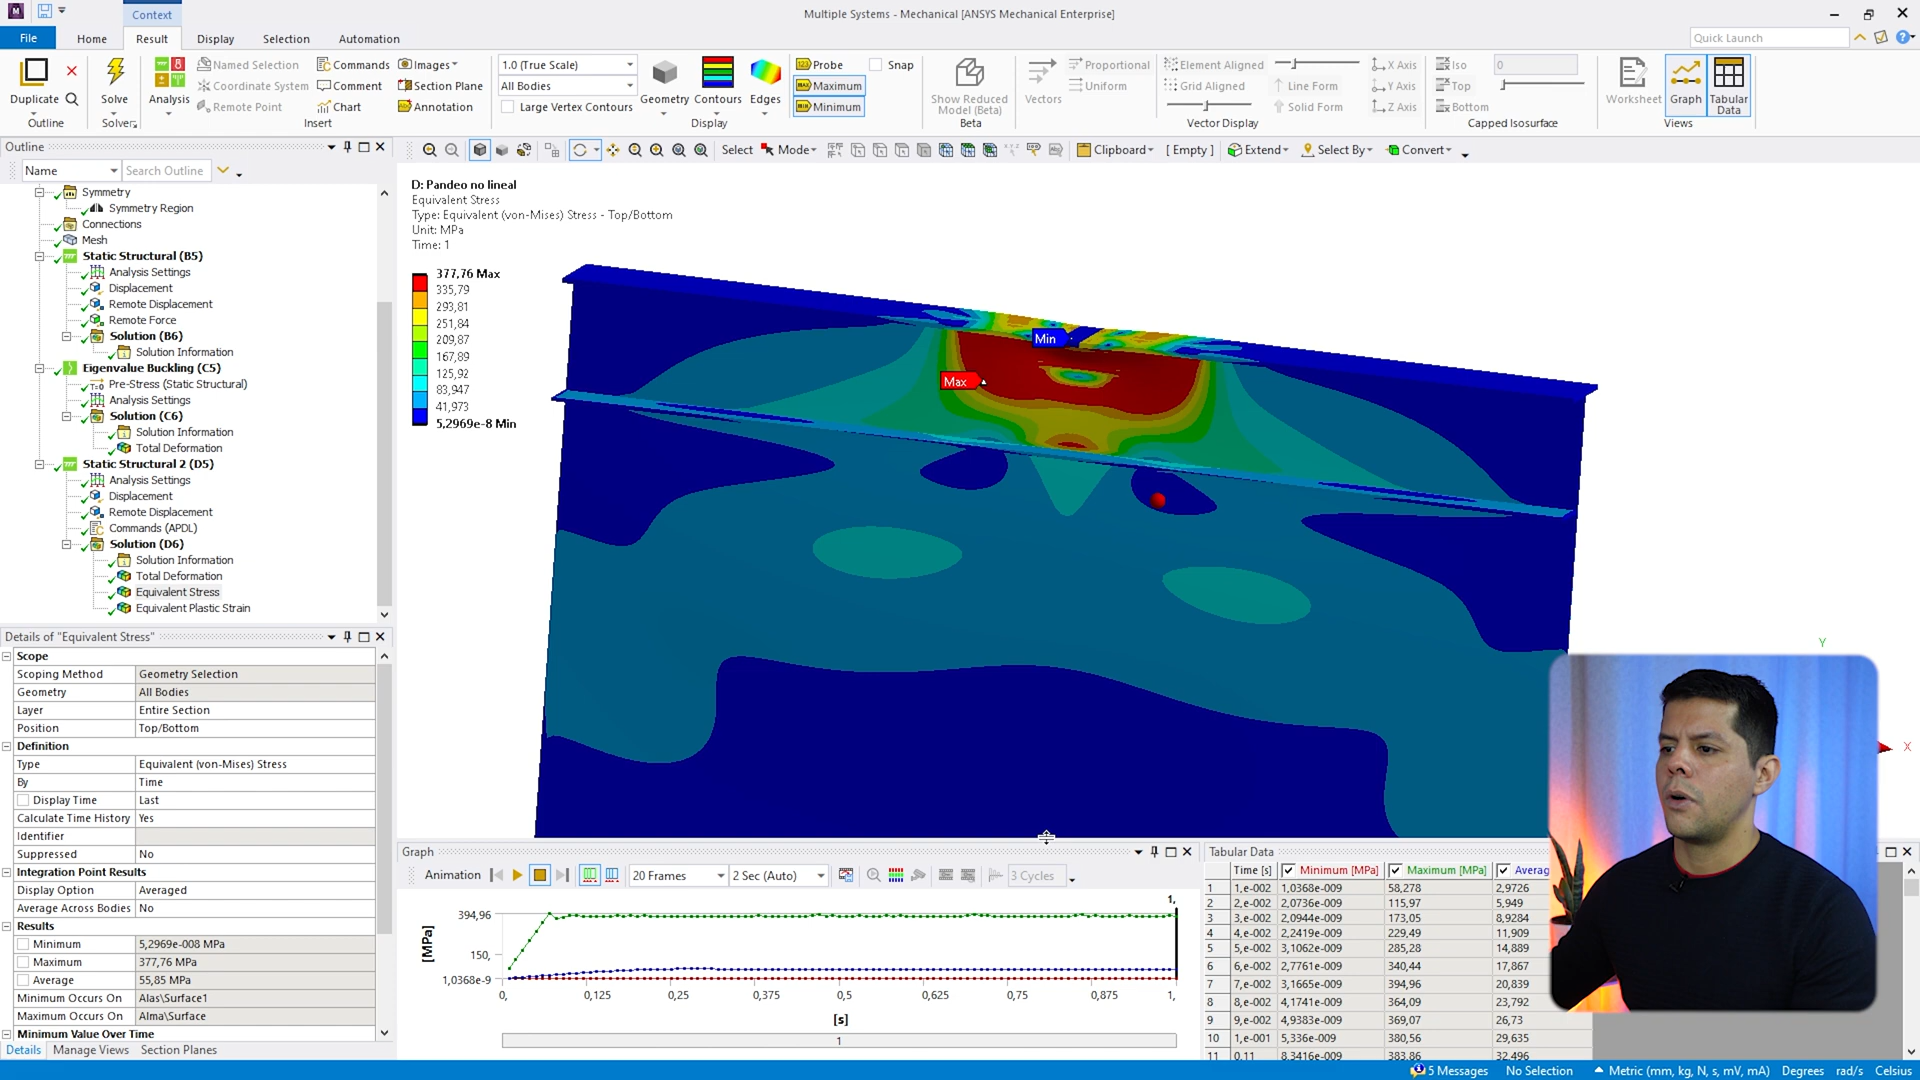 Context
Multiple Systems - Mechanical [ANSYS Mechanical Enterprise]
File Home Result Display Selection Automation
Quick Launch
Duplicate
Outline
Solve
Solver
Analysis
Named Selection
Coordinate System
Remote Point
Commands
Comment
Chart
Images
Section Plane
Annotation
Insert
1.0 (True Scale)
All Bodies
Large Vertex Contours
Geometry
Contours
Edges
Display
Probe
Maximum
Minimum
Snap
Show Reduced
Model (Beta)
Beta
Vectors
Proportional
Uniform
Element Aligned
Grid Aligned
Line Form
Solid Form
X Axis
Y Axis
Z Axis
Vector Display
Iso
Top
Bottom
0
Capped Isosurface
Worksheet
Graph
Tabular
Data
Views
Outline
Name
Search Outline
Select Mode Clipboard [ Empty ] Extend Select By Convert
Symmetry
Symmetry Region
Connections
Mesh
Static Structural (B5)
Analysis Settings
Displacement
Remote Displacement
Remote Force
Solution (B6)
Solution Information
Eigenvalue Buckling (C5)
Pre-Stress (Static Structural)
Analysis Settings
Solution (C6)
Solution Information
Total Deformation
Static Structural 2 (D5)
Analysis Settings
Displacement
Remote Displacement
Commands (APDL)
Solution (D6)
Solution Information
Total Deformation
Equivalent Stress
Equivalent Plastic Strain
D: Pandeo no lineal
Equivalent Stress
Type: Equivalent (von-Mises) Stress - Top/Bottom
Unit: MPa
Time: 1
377,76 Max
335,79
293,81
251,84
209,87
167,89
125,92
83,947
41,973
5,2969e-8 Min
Min
Max
Y
X
Details of "Equivalent Stress"
Scope
Scoping Method Geometry Selection
Geometry All Bodies
Layer Entire Section
Position Top/Bottom
Definition
Type Equivalent (von-Mises) Stress
By Time
Display Time Last
Calculate Time History Yes
Identifier
Suppressed No
Integration Point Results
Display Option Averaged
Average Across Bodies No
Results
Minimum 5,2969e-008 MPa
Maximum 377,76 MPa
Average 55,85 MPa
Minimum Occurs On Alas\Surface1
Maximum Occurs On Alma\Surface
Minimum Value Over Time
Details Manage Views Section Planes
Graph
Animation 20 Frames 2 Sec (Auto) 3 Cycles
1,
394,96
150,
1,0368e-9
[MPa]
0, 0,125 0,25 0,375 0,5 0,625 0,75 0,875 1,
[s]
1
Tabular Data
Time [s] Minimum [MPa] Maximum [MPa] Averag
1 1,e-002 1,0368e-009 58,278 2,9726
2 2,e-002 2,0736e-009 115,97 5,949
3 3,e-002 2,0944e-009 173,05 8,9284
4 4,e-002 2,2419e-009 229,49 11,909
5 5,e-002 3,1062e-009 285,28 14,889
6 6,e-002 2,7761e-009 340,44 17,867
7 7,e-002 3,1665e-009 394,96 20,839
8 8,e-002 4,1741e-009 364,09 23,792
9 9,e-002 4,9383e-009 369,07 26,73
10 1,e-001 5,336e-009 380,56 29,635
11 0,11 8,3416e-009 383,86 32,496
5 Messages No Selection Metric (mm, kg, N, s, mV, mA) Degrees rad/s Celsius